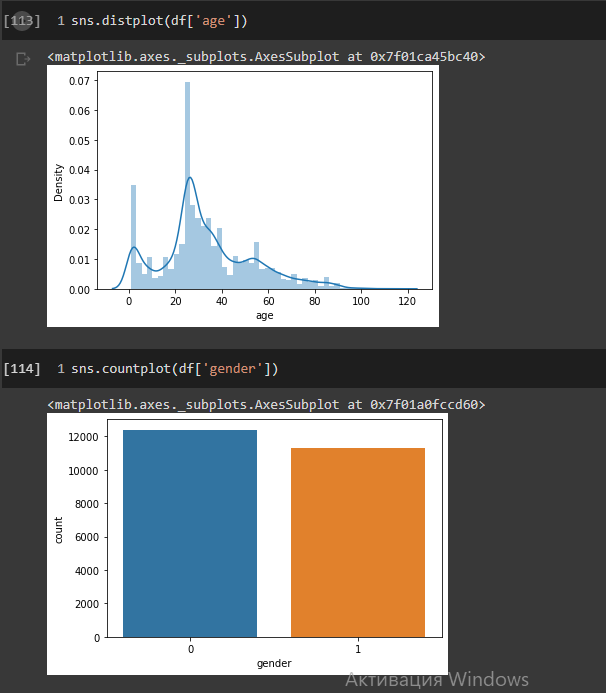 [113] 1 sns.distplot(df['age'])
<matplotlib.axes._subplots.AxesSubplot at 0x7f01ca45bc40>
0.07
0.06
0.05
0.04
0.03
0.02
0.01
0.00
Density
0 20 40 60 80 100 120
age
[114] 1 sns.countplot(df['gender'])
<matplotlib.axes._subplots.AxesSubplot at 0x7f01a0fccd60>
12000
10000
8000
6000
4000
2000
0
count
0 1
gender
Активация Windows